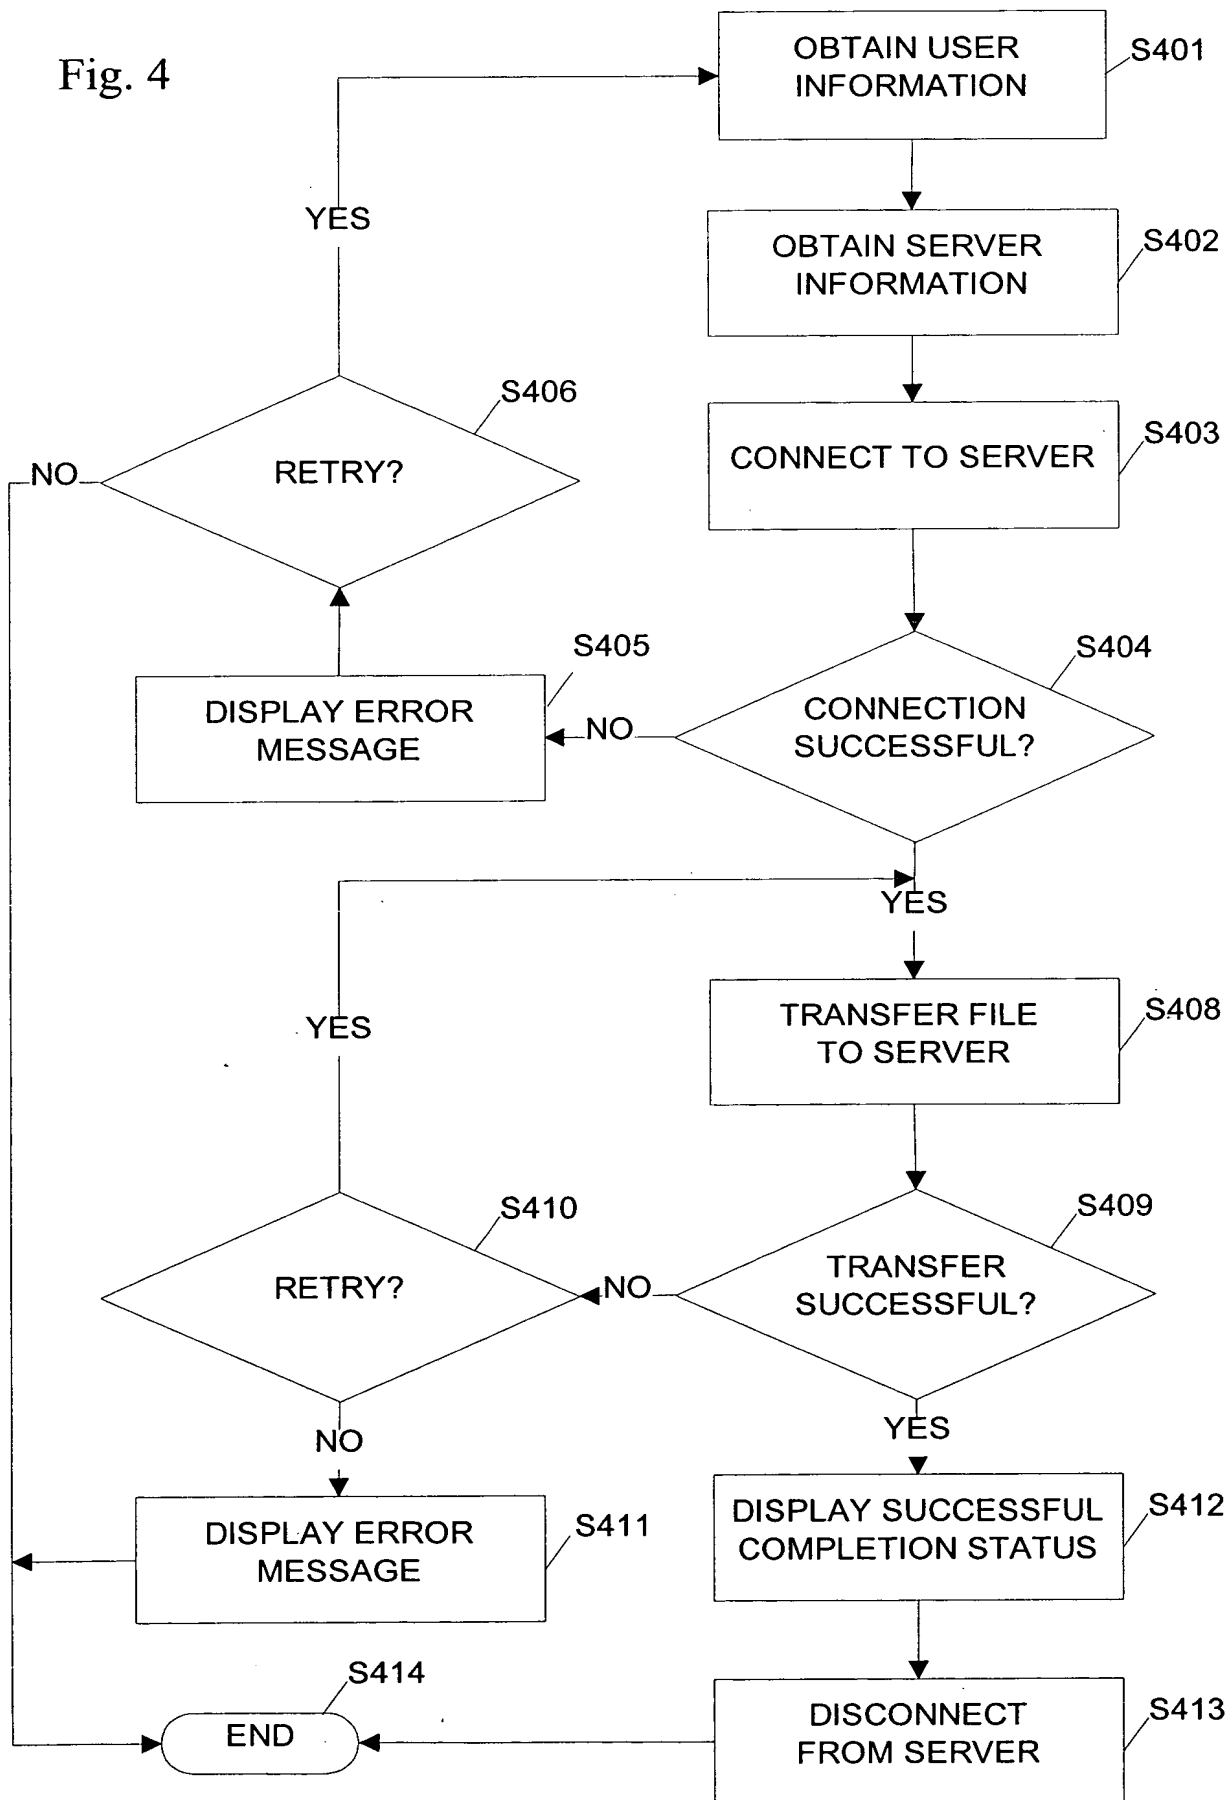 Fig. 4
OBTAIN USER
INFORMATION
S401
YES
OBTAIN SERVER
INFORMATION
S402
S406
RETRY?
NO
CONNECT TO SERVER
S403
S405
DISPLAY ERROR
MESSAGE
NO
S404
CONNECTION
SUCCESSFUL?
YES
YES
TRANSFER FILE
TO SERVER
S408
S410
RETRY?
NO
S409
TRANSFER
SUCCESSFUL?
NO
YES
DISPLAY ERROR
MESSAGE
S411
DISPLAY SUCCESSFUL
COMPLETION STATUS
S412
S414
END
DISCONNECT
FROM SERVER
S413